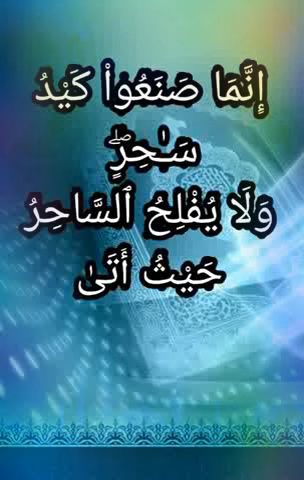 إِنَّمَا صَنَعُوا۟ كَيْدُ
سَـٰحِرٍۢ ۖ
وَلَا يُفْلِحُ ٱلسَّاحِرُ
حَيْثُ أَتَىٰ